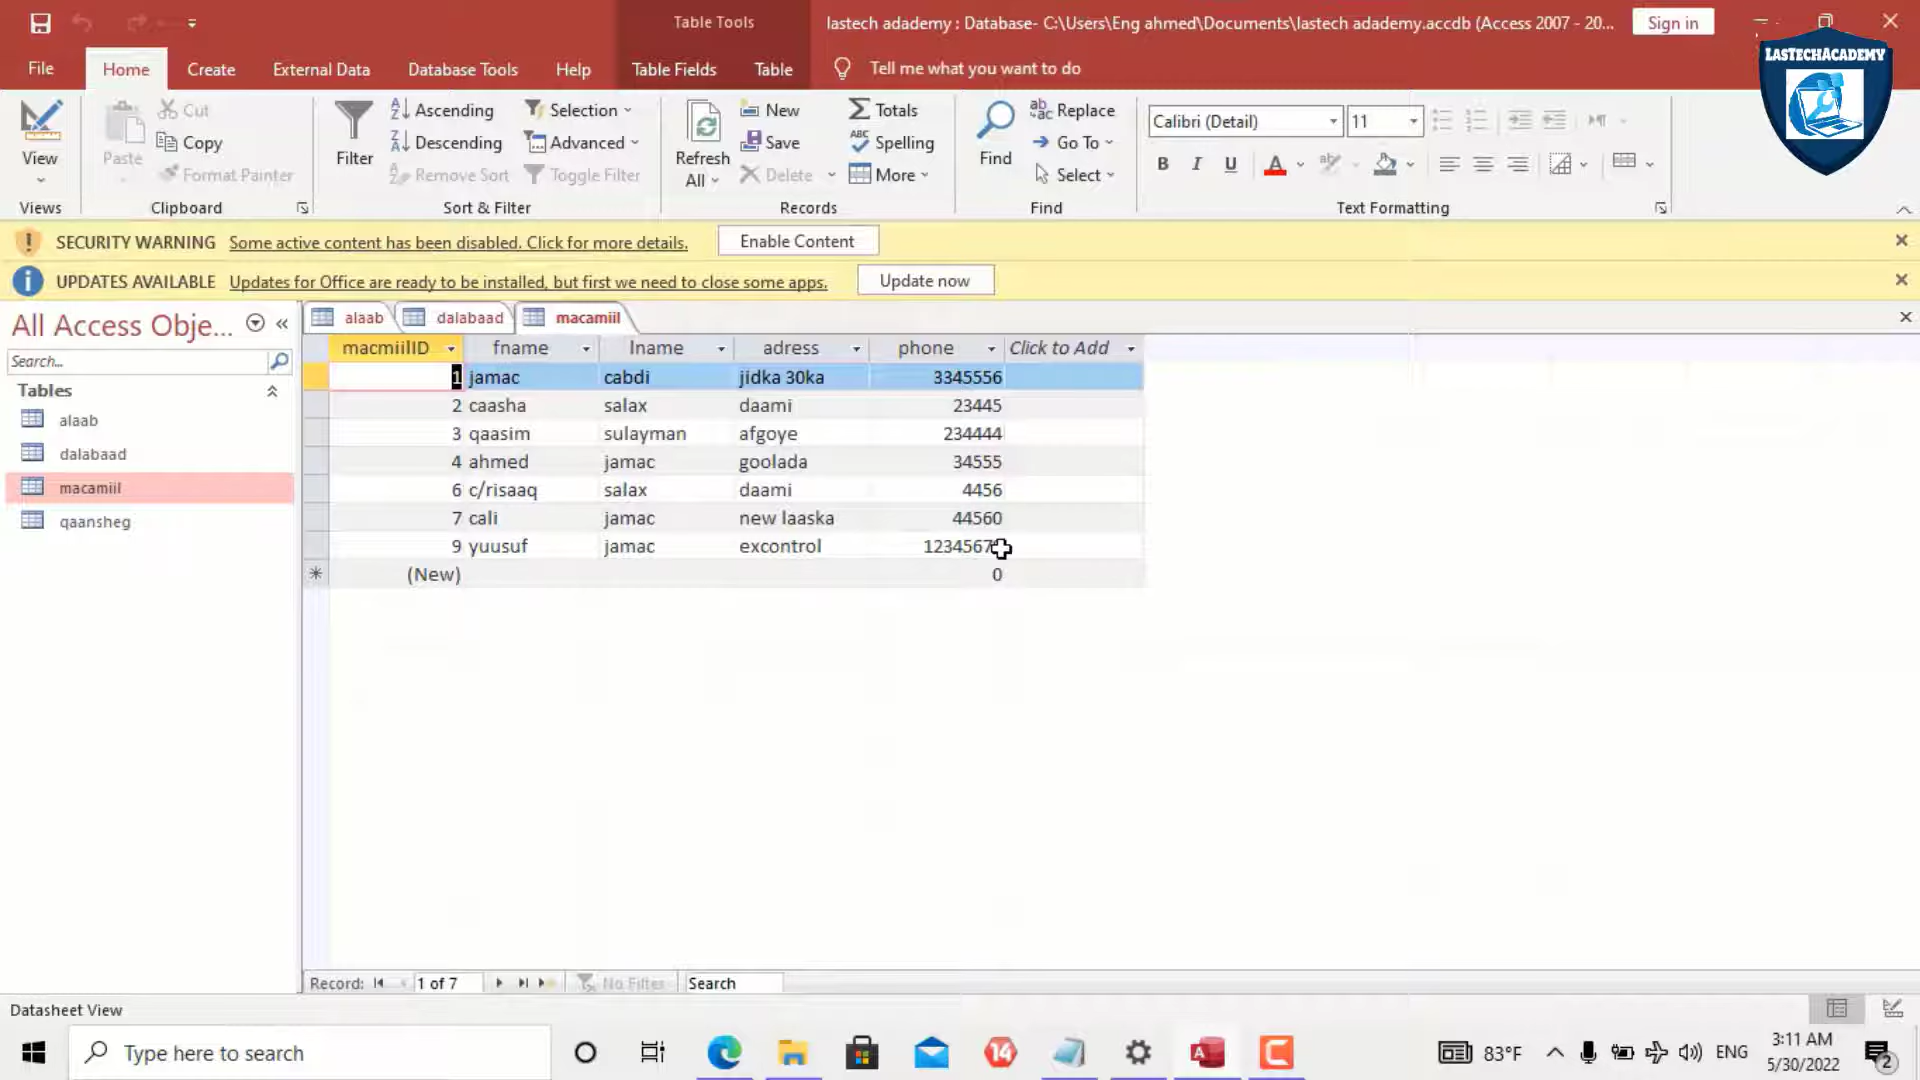 Table Tools
lastech adademy : Database- C:\Users\Eng ahmed\Documents\lastech adademy.accdb (Access 2007 - 20...
Sign in
LASTECHACADEMY
File Home Create External Data Database Tools Help Table Fields Table Tell me what you want to do
View
Views
Paste
Cut
Copy
Format Painter
Clipboard
Filter
Ascending
Descending
Remove Sort
Selection
Advanced
Toggle Filter
Sort & Filter
Refresh
All
New
Save
Delete
Totals
Spelling
More
Records
Find
Replace
Go To
Select
Find
Calibri (Detail) 11
B I U A
Text Formatting
SECURITY WARNING Some active content has been disabled. Click for more details. Enable Content
UPDATES AVAILABLE Updates for Office are ready to be installed, but first we need to close some apps. Update now
All Access Obje...
Search...
Tables
alaab
dalabaad
macamiil
qaansheg
alaab dalabaad macamiil
macmiilID fname lname adress phone Click to Add
1 jamac cabdi jidka 30ka 3345556
2 caasha salax daami 23445
3 qaasim sulayman afgoye 234444
4 ahmed jamac goolada 34555
6 c/risaaq salax daami 4456
7 cali jamac new laaska 44560
9 yuusuf jamac excontrol
(New) 0
Record: 1 of 7 No Filter Search
Datasheet View
Type here to search
14
83°F
ENG
3:11 AM
5/30/2022
2